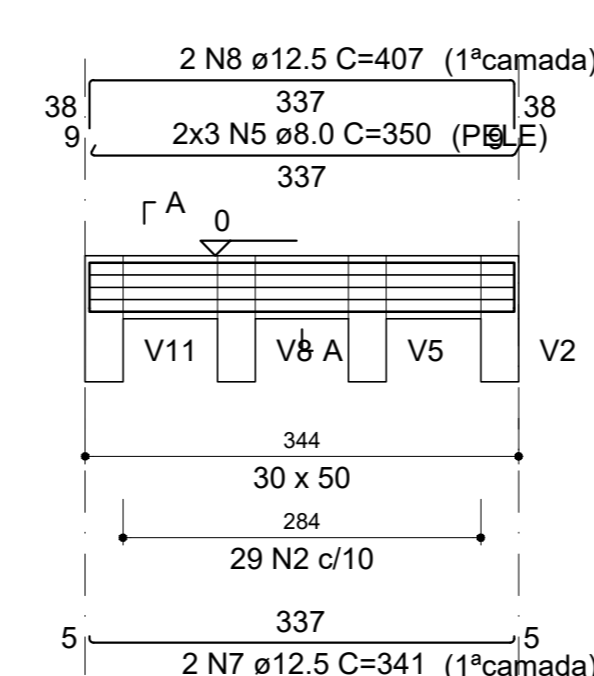 2 N8 ø12.5 C=407 (1ªcamada)
38 337 38
9 2x3 N5 ø8.0 C=350 (PELE) 9
337
A
0
V11 V8 A V5 V2
344
30 x 50
284
29 N2 c/10
5 337 5
2 N7 ø12.5 C=341 (1ªcamada)